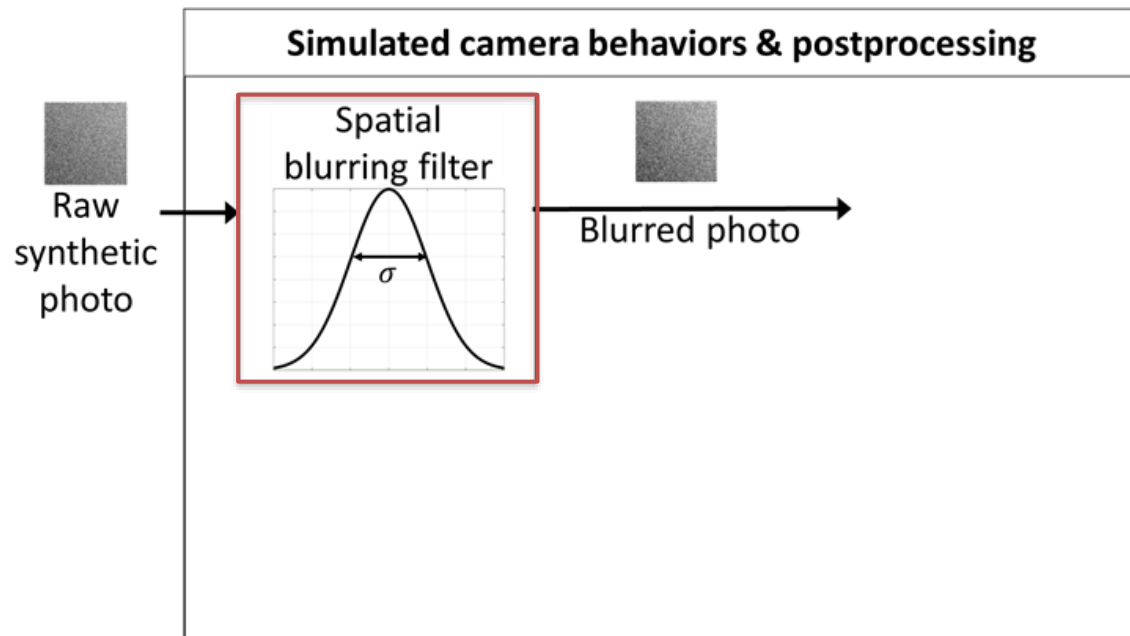 Simulated camera behaviors & postprocessing
Raw
synthetic
photo
Spatial
blurring filter
σ
Blurred photo